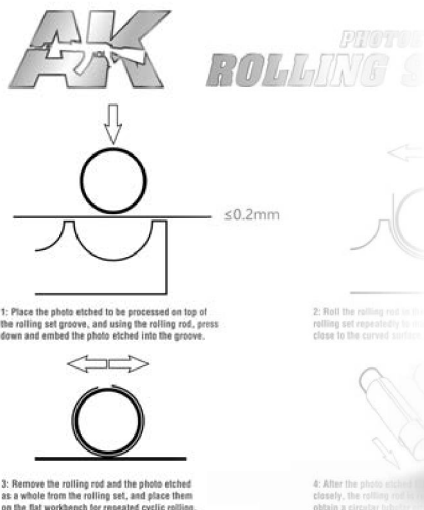 AK
ROLLING S
≤0.2mm
1: Place the photo etched to be processed on top of
the rolling set groove, and using the rolling rod, press
down and embed the photo etched into the groove.
2: Roll the rolling rod in
rolling set repeatedly to
close to the curved surface
3: Remove the rolling rod and the photo etched
as a whole from the rolling set, and place them
on the flat workbench for repeated cyclic rolling.
4: After the photo etched
closely, the rolling rod
obtain a circular tubular